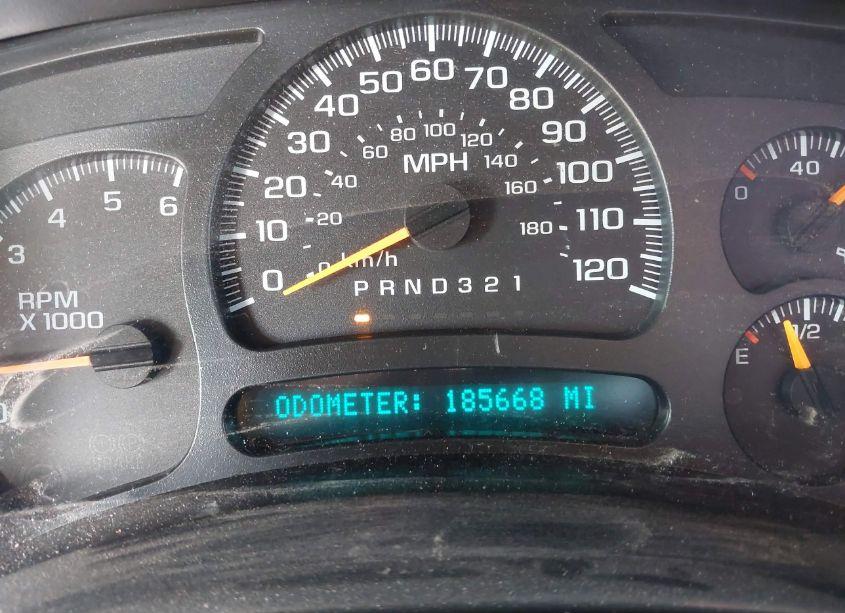 0 10 20 30 40 50 60 70 80 90 100 110 120
0 20 40 60 80 100 120 140 160 180
MPH
km/h
P R N D 3 2 1
3 4 5 6
RPM
X 1000
0 40
E 1/2
ODOMETER: 185668 MI